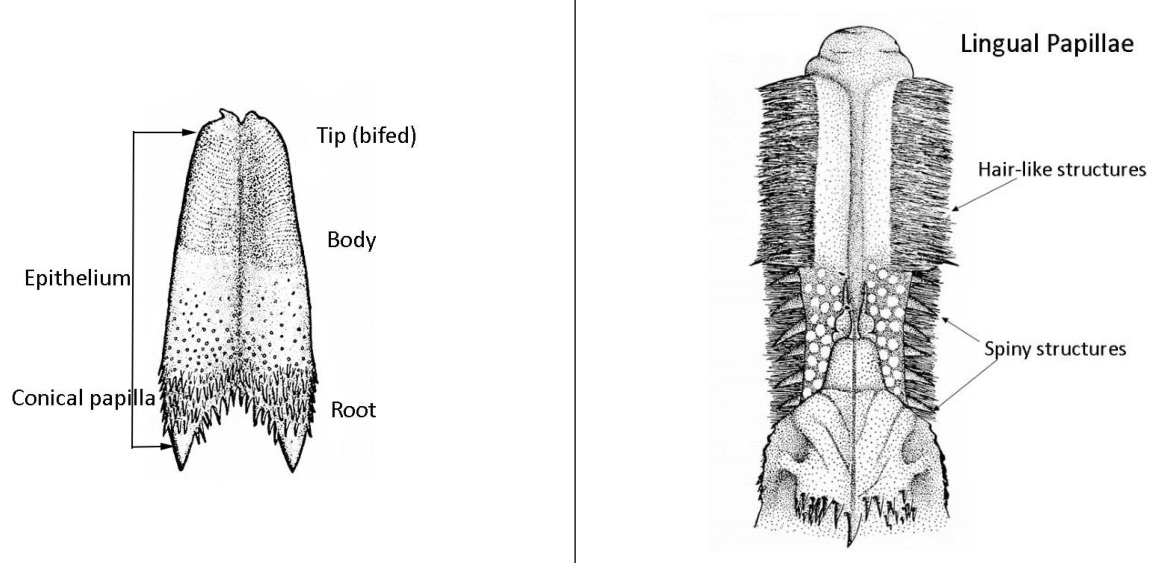 Tip (bifed)
Body
Epithelium
Conical papilla
Root
Lingual Papillae
Hair-like structures
Spiny structures